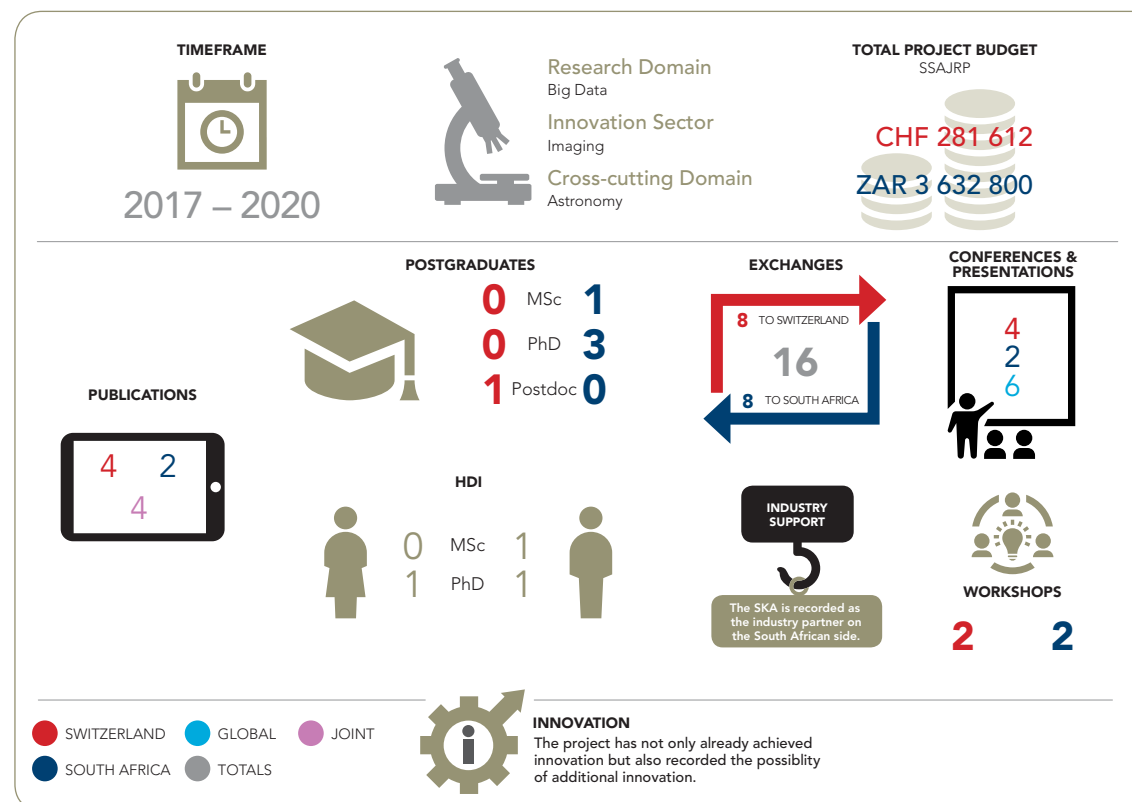 TIMEFRAME
2017 – 2020
Research Domain
Big Data
Innovation Sector
Imaging
Cross-cutting Domain
Astronomy
TOTAL PROJECT BUDGET
SSAJRP
CHF 281 612
ZAR 3 632 800
PUBLICATIONS
4 2
4
POSTGRADUATES
0 MSc 1
0 PhD 3
1 Postdoc 0
HDI
0 MSc 1
1 PhD 1
EXCHANGES
8 TO SWITZERLAND
16
8 TO SOUTH AFRICA
CONFERENCES &
PRESENTATIONS
4
2
6
INDUSTRY
SUPPORT
The SKA is recorded as
the industry partner on
the South African side.
WORKSHOPS
2 2
SWITZERLAND GLOBAL JOINT
SOUTH AFRICA TOTALS
i
INNOVATION
The project has not only already achieved
innovation but also recorded the possiblity
of additional innovation.